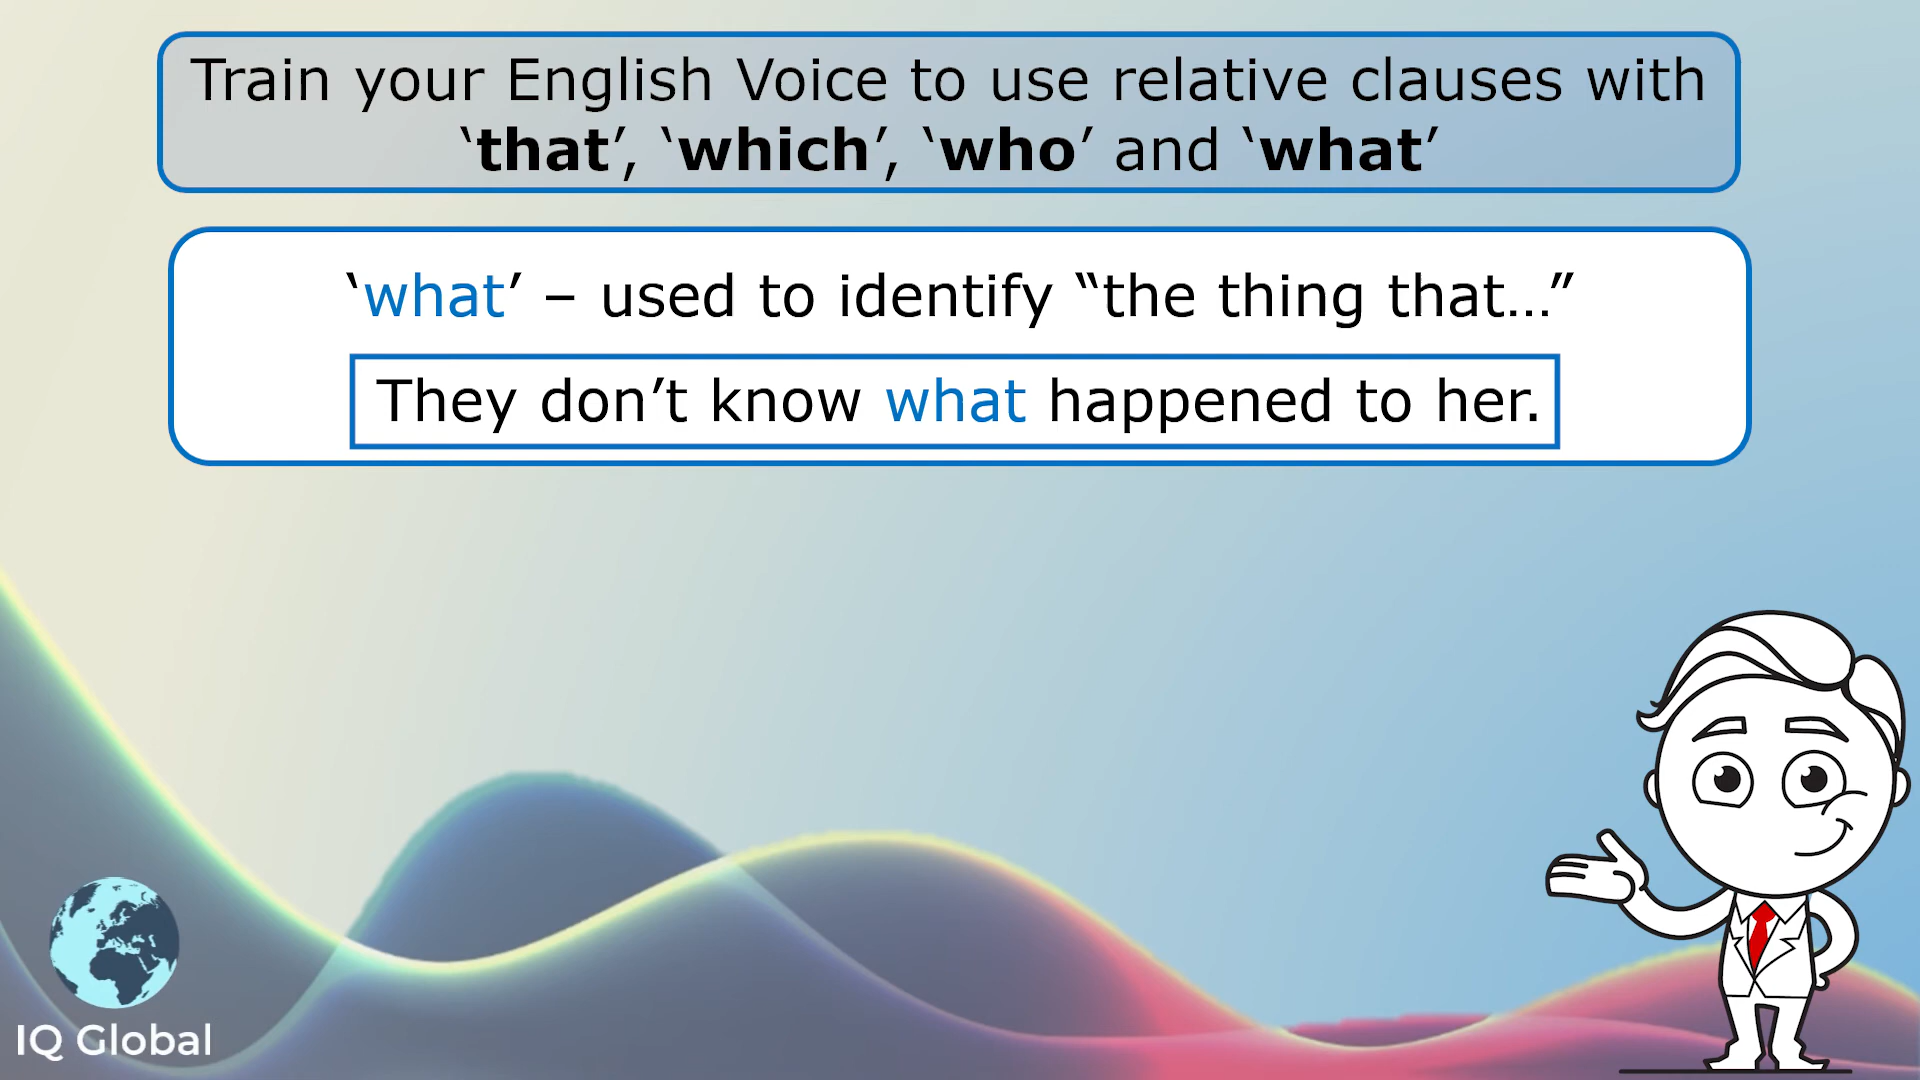 Train your English Voice to use relative clauses with
‘that’, ‘which’, ‘who’ and ‘what’
‘what’ – used to identify “the thing that…”
They don’t know what happened to her.
IQ Global